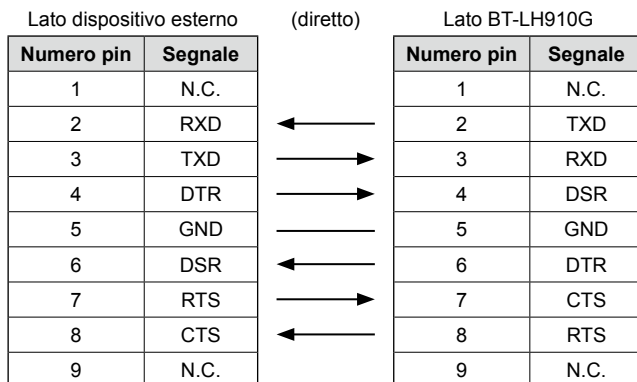 Lato dispositivo esterno (diretto) Lato BT-LH910G
Numero pin Segnale Numero pin Segnale
1 N.C. 1 N.C.
2 RXD 2 TXD
3 TXD 3 RXD
4 DTR 4 DSR
5 GND 5 GND
6 DSR 6 DTR
7 RTS 7 CTS
8 CTS 8 RTS
9 N.C. 9 N.C.